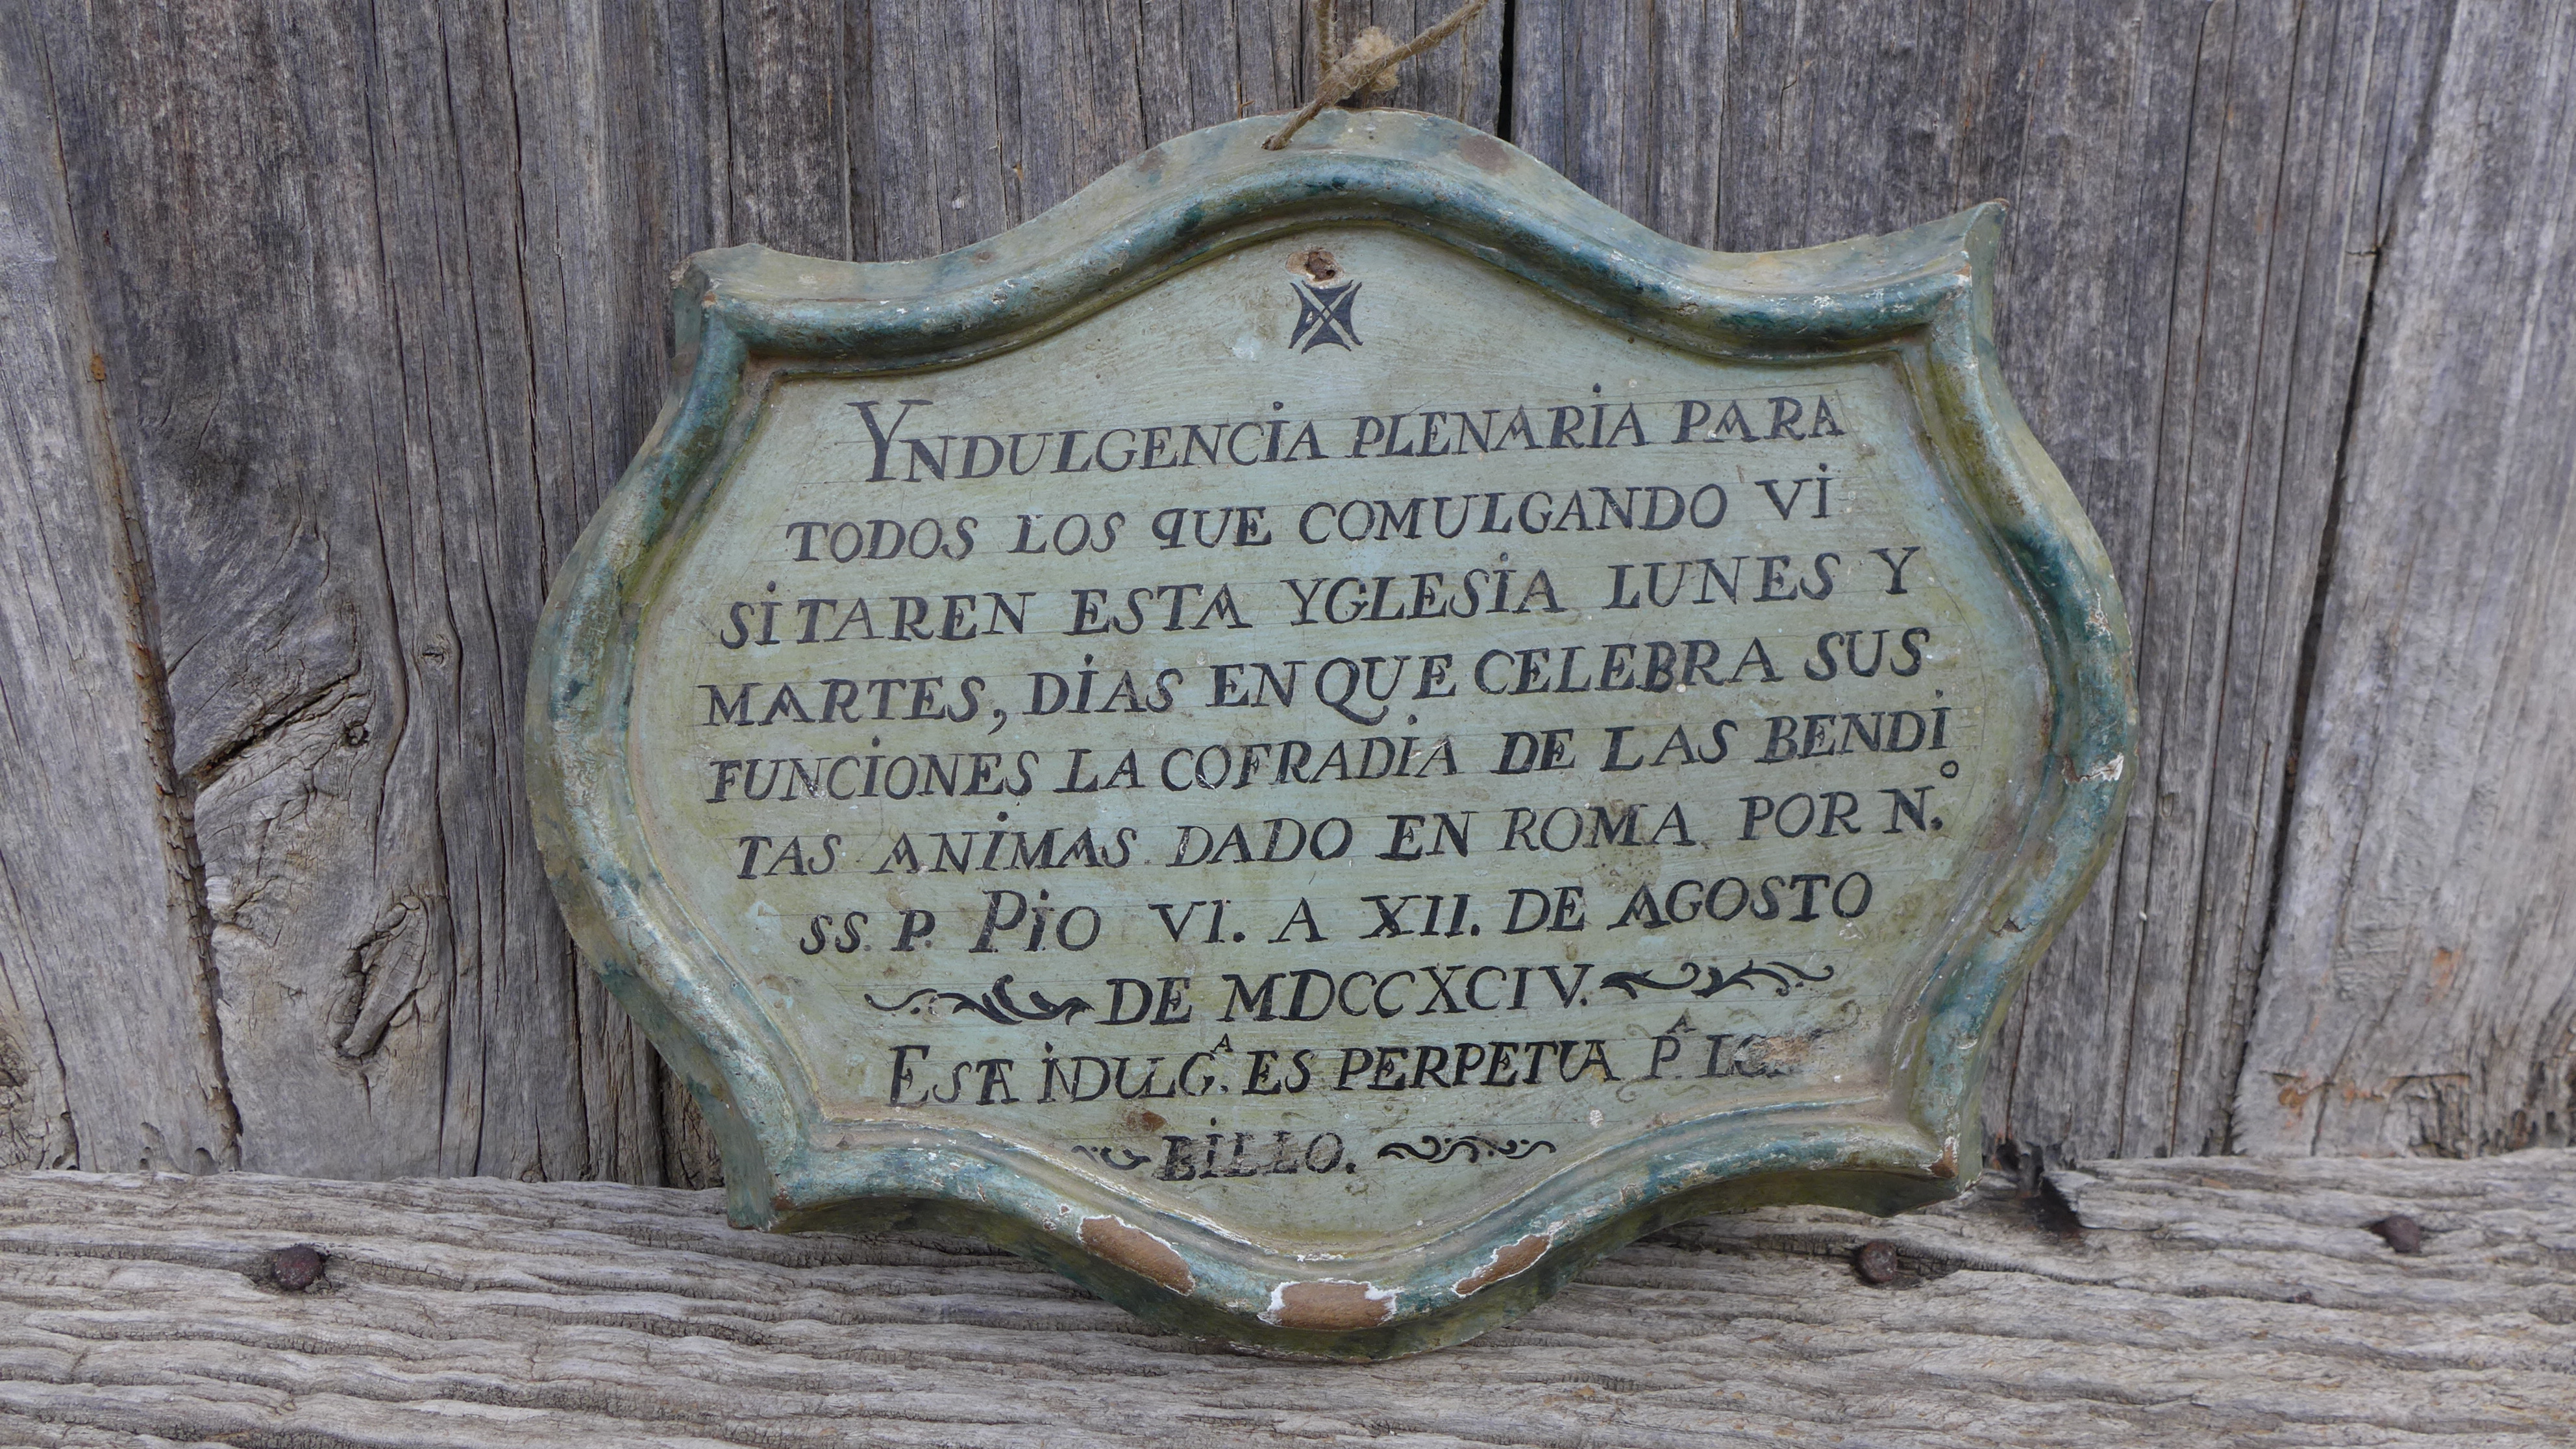 YNDULGENCiA PLENARiA PARA
TODOS LOS QUE COMULGANDO Vi
SiTAREN ESTA YGLESiA LUNES Y
MARTES, DiAS EN QUE CELEBRA SUS
FUNCiONES LA COFRADiA DE LAS BENDi
TAS ANiMAS. DADO EN ROMA POR N.º
SS. P. PiO VI. A XII. DE AGOSTO
DE MDCCXCIV.
ESTA iDULG.ᴬ ES PERPETUA P.ᴬ
BiLLO.